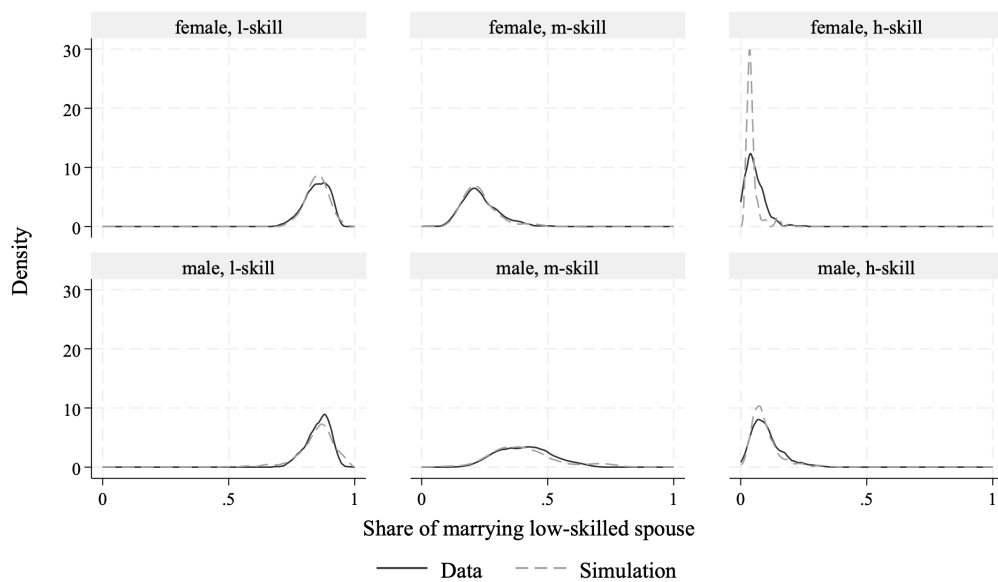 female, l-skill
female, m-skill
female, h-skill
30
20
10
0
male, l-skill
male, m-skill
male, h-skill
30
20
10
0
0 .5 1 0 .5 1 0 .5 1
Density
Share of marrying low-skilled spouse
Data Simulation